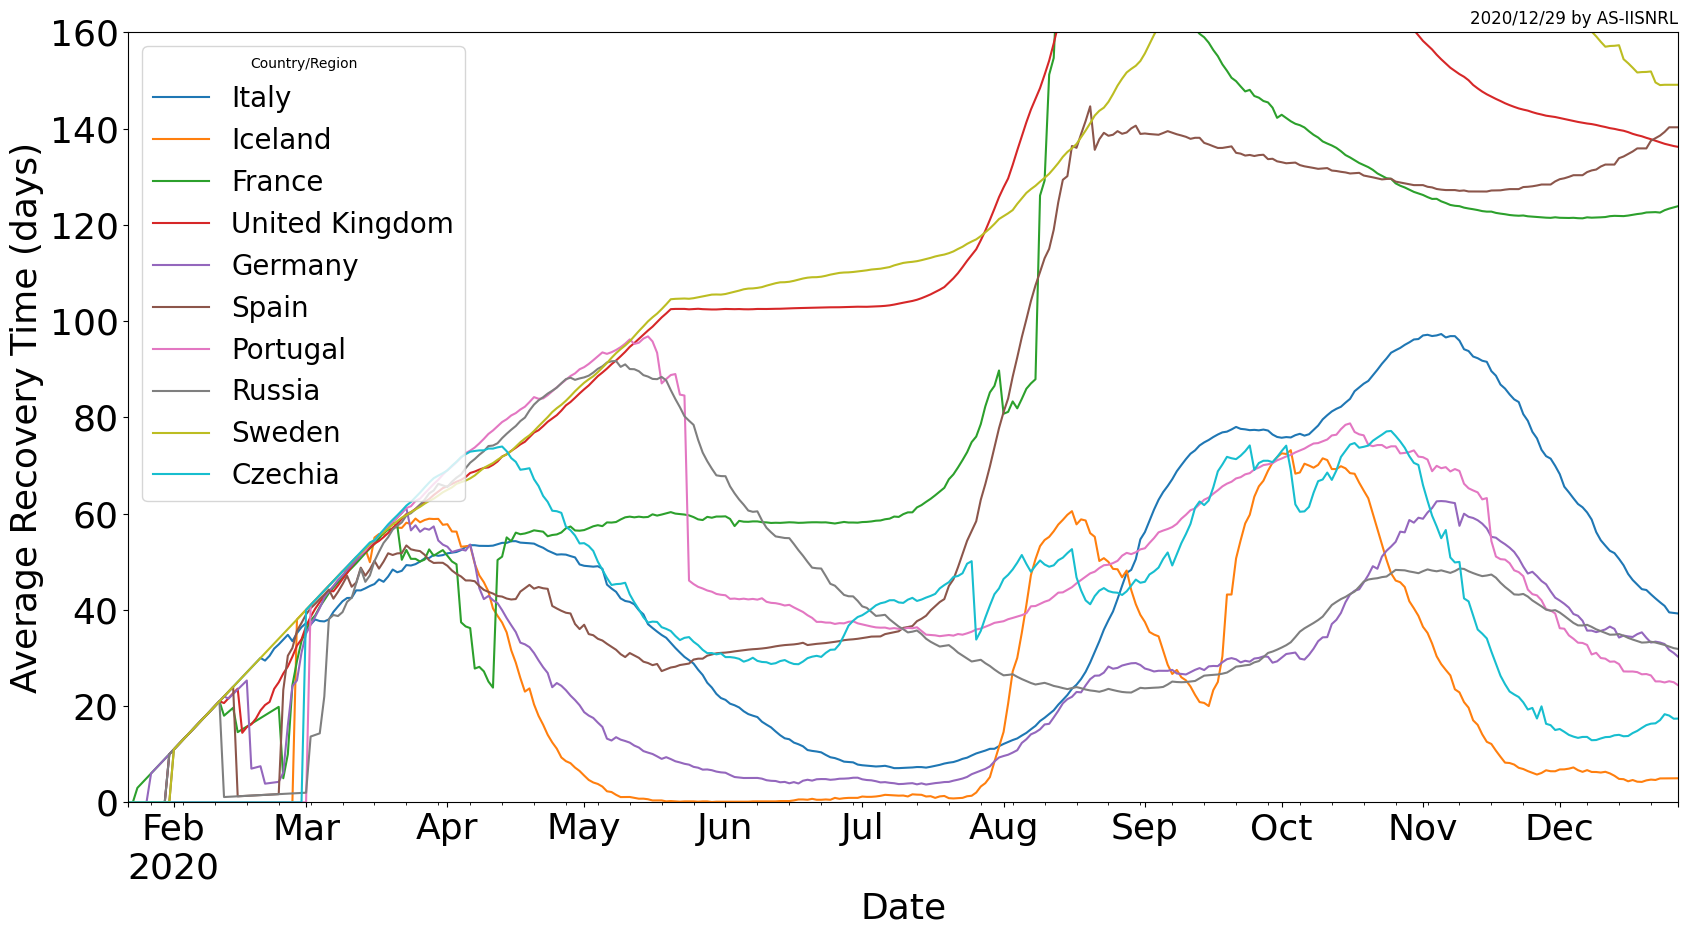 2020/12/29 by AS-IISNRL
160
140
120
100
80
60
40
20
0
Average Recovery Time (days)
Country/Region
Italy
Iceland
France
United Kingdom
Germany
Spain
Portugal
Russia
Sweden
Czechia
Feb Mar Apr May Jun Jul Aug Sep Oct Nov Dec
2020
Date